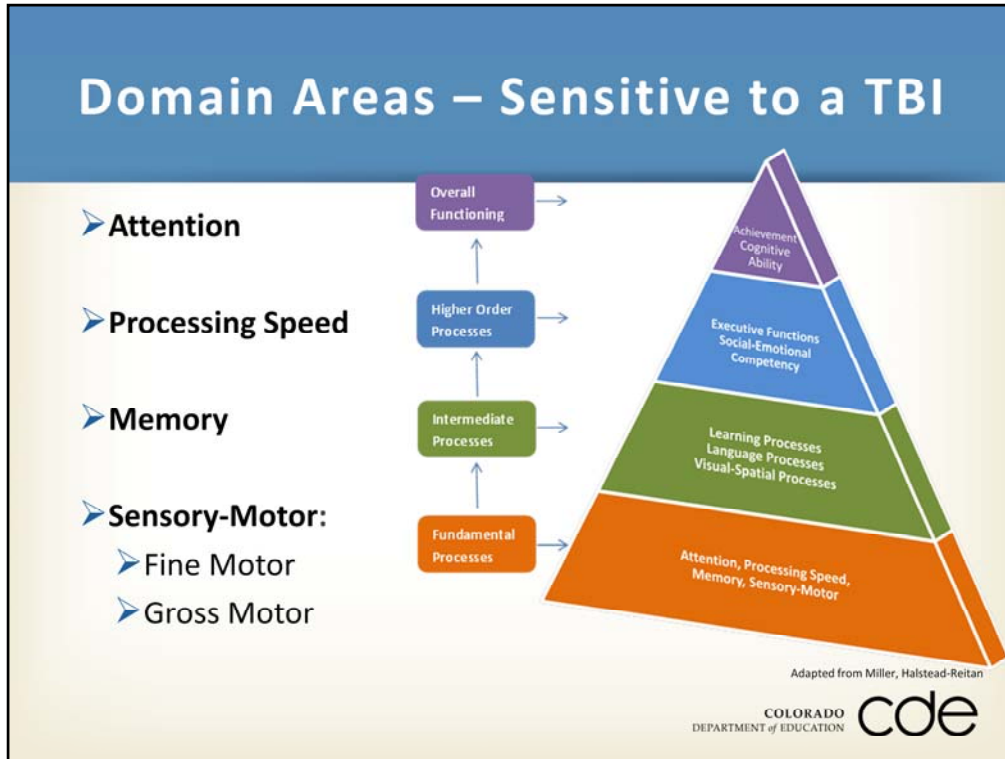 Domain Areas – Sensitive to a TBI
Attention
Processing Speed
Memory
Sensory-Motor:
Fine Motor
Gross Motor
Overall
Functioning
Higher Order
Processes
Intermediate
Processes
Fundamental
Processes
Achievement
Cognitive
Ability
Executive Functions
Social-Emotional
Competency
Learning Processes
Language Processes
Visual-Spatial Processes
Attention, Processing Speed,
Memory, Sensory-Motor
Adapted from Miller, Halstead-Reitan
COLORADO
DEPARTMENT of EDUCATION
cde